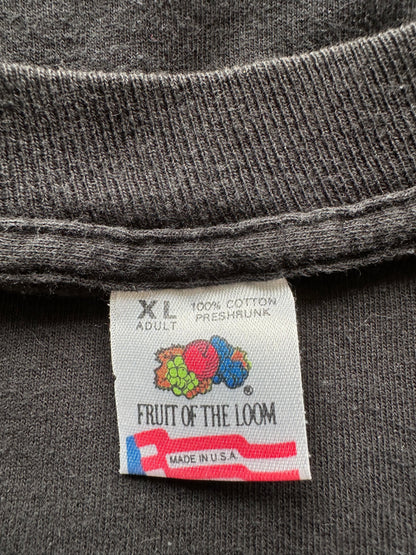 XL
ADULT
100% COTTON
PRESHRUNK
®
FRUIT OF THE LOOM
MADE IN U.S.A.